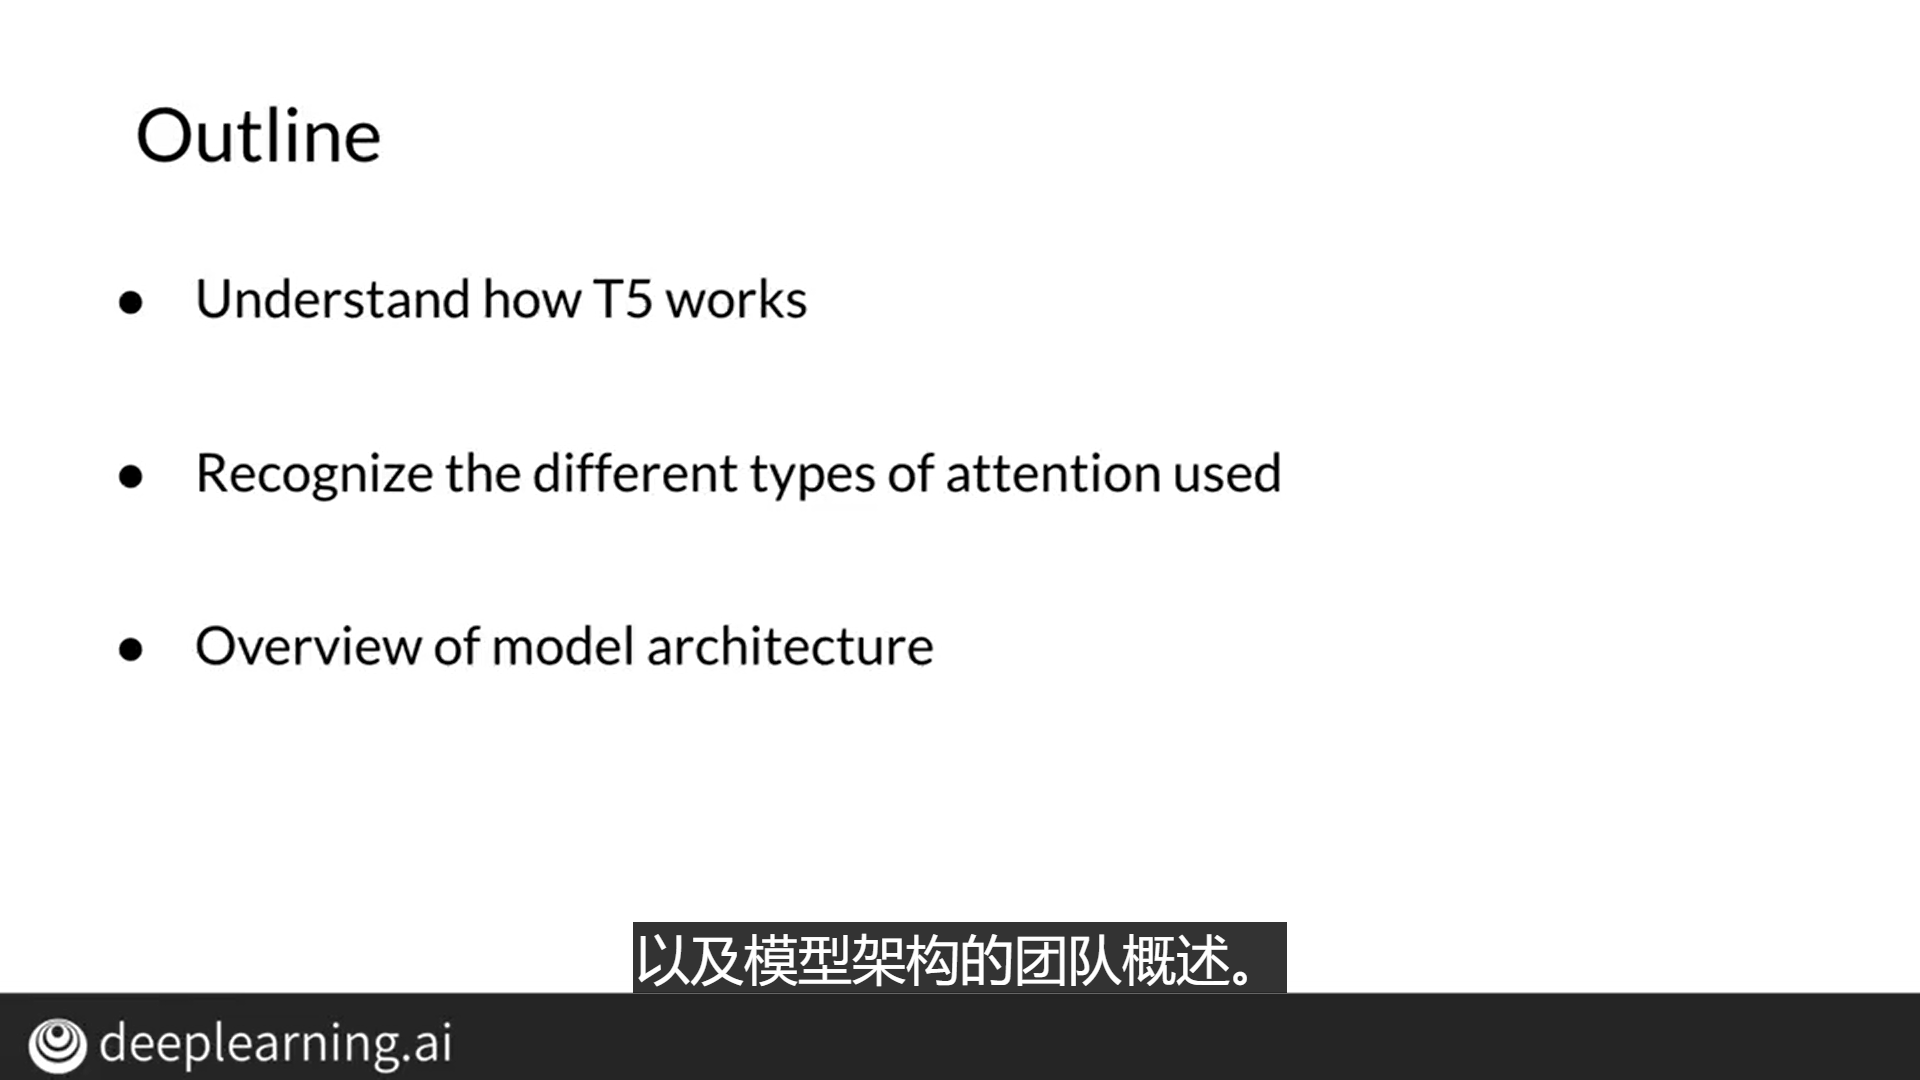 Outline
● Understand how T5 works
● Recognize the different types of attention used
● Overview of model architecture
以及模型架构的团队概述。
deeplearning.ai